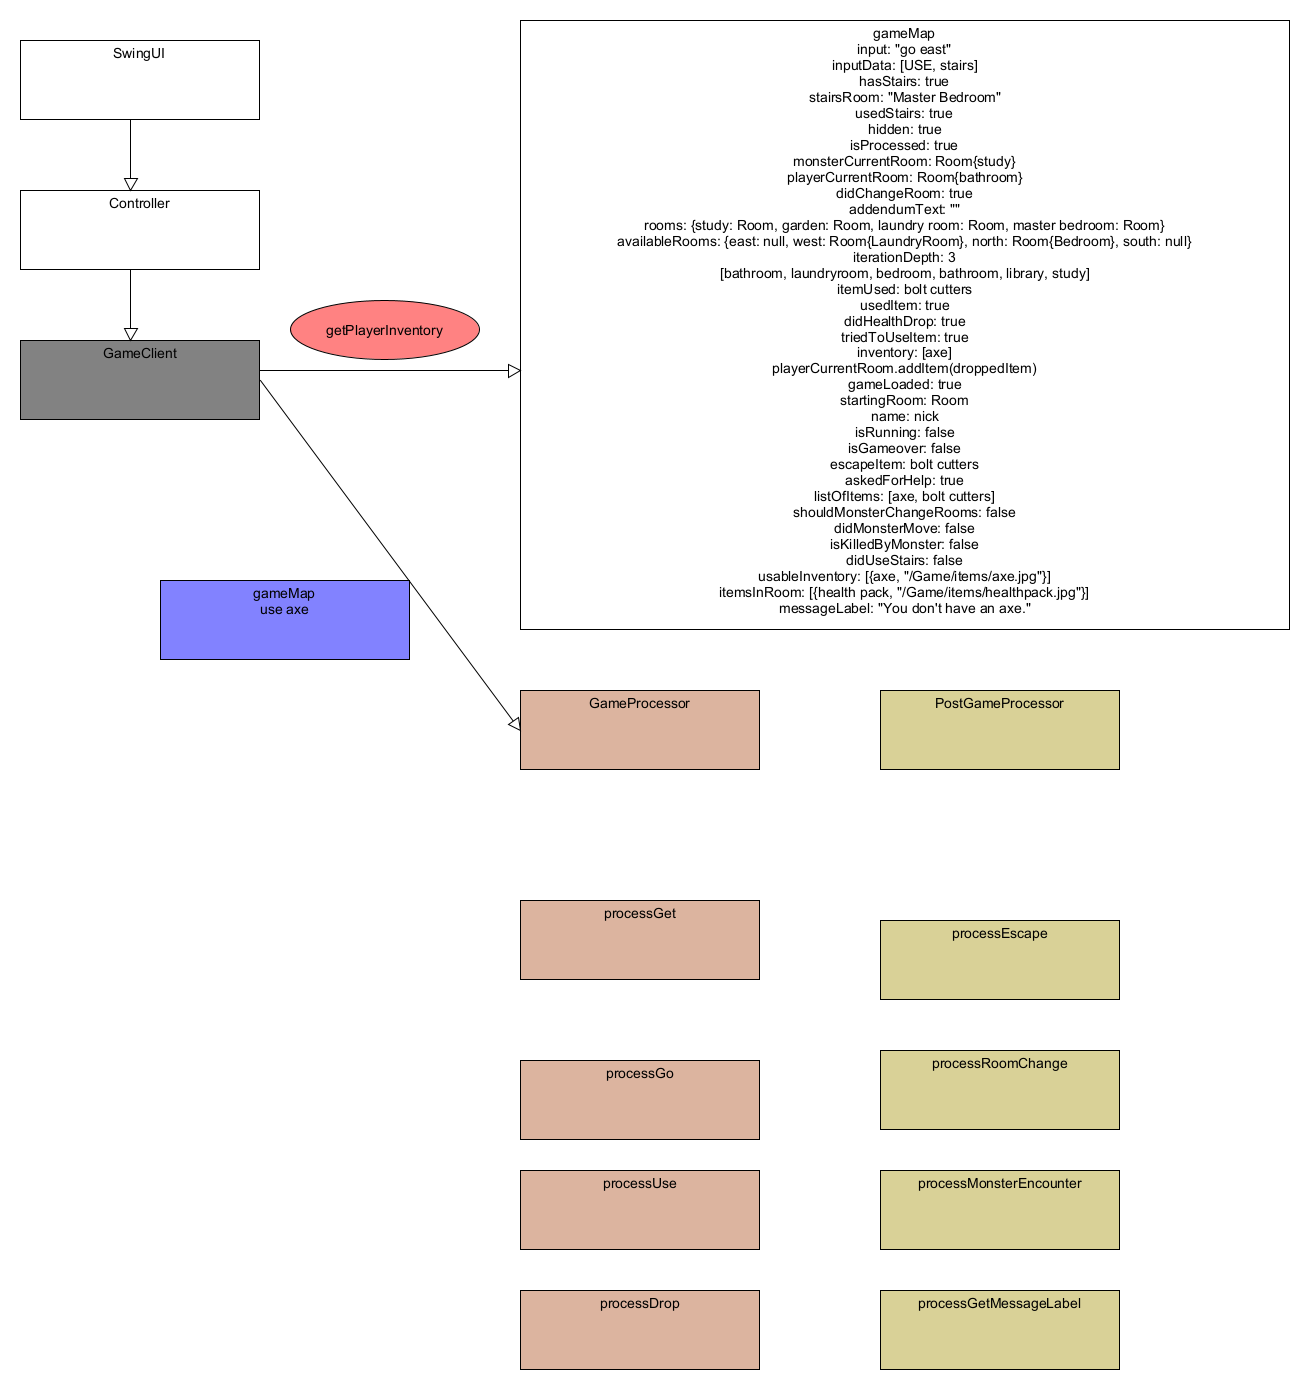 SwingUI
Controller
GameClient
getPlayerInventory
gameMap
input: "go east"
inputData: [USE, stairs]
hasStairs: true
stairsRoom: "Master Bedroom"
usedStairs: true
hidden: true
isProcessed: true
monsterCurrentRoom: Room{study}
playerCurrentRoom: Room{bathroom}
didChangeRoom: true
addendumText: ""
rooms: {study: Room, garden: Room, laundry room: Room, master bedroom: Room}
availableRooms: {east: null, west: Room{LaundryRoom}, north: Room{Bedroom}, south: null}
iterationDepth: 3
[bathroom, laundryroom, bedroom, bathroom, library, study]
itemUsed: bolt cutters
usedItem: true
didHealthDrop: true
triedToUseItem: true
inventory: [axe]
playerCurrentRoom.addItem(droppedItem)
gameLoaded: true
startingRoom: Room
name: nick
isRunning: false
isGameover: false
escapeItem: bolt cutters
askedForHelp: true
listOfItems: [axe, bolt cutters]
shouldMonsterChangeRooms: false
didMonsterMove: false
isKilledByMonster: false
didUseStairs: false
usableInventory: [{axe, "/Game/items/axe.jpg"}]
itemsInRoom: [{health pack, "/Game/items/healthpack.jpg"}]
messageLabel: "You don't have an axe."
gameMap
use axe
GameProcessor
PostGameProcessor
processGet
processEscape
processGo
processRoomChange
processUse
processMonsterEncounter
processDrop
processGetMessageLabel